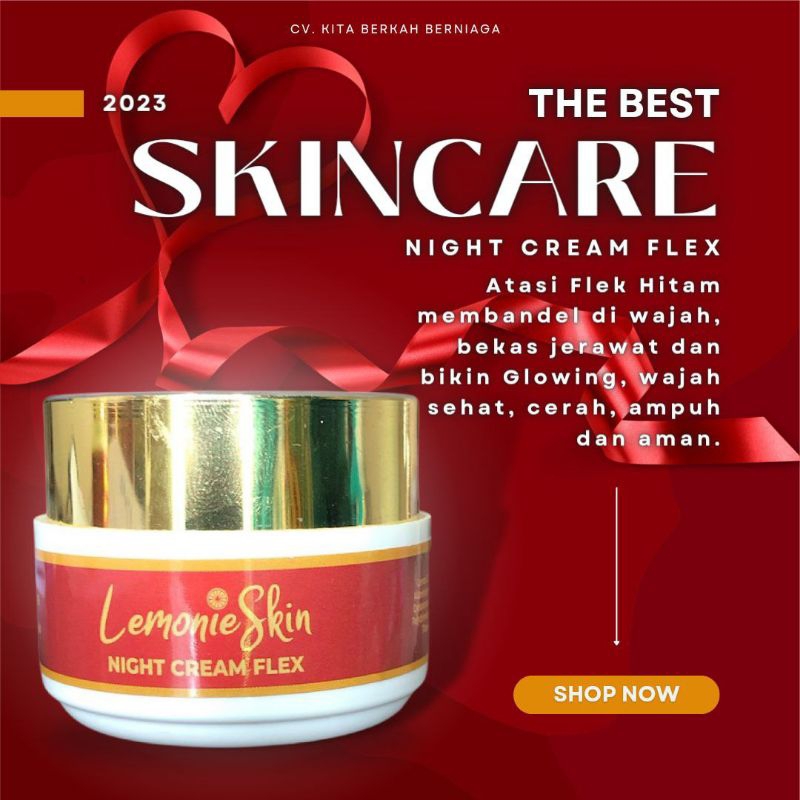 CV. KITA BERKAH BERNIAGA
2023
THE BEST
SKINCARE
NIGHT CREAM FLEX
Atasi Flek Hitam
membandel di wajah,
bekas jerawat dan
bikin Glowing, wajah
sehat, cerah, ampuh
dan aman.
Lemonie Skin
NIGHT CREAM FLEX
SHOP NOW